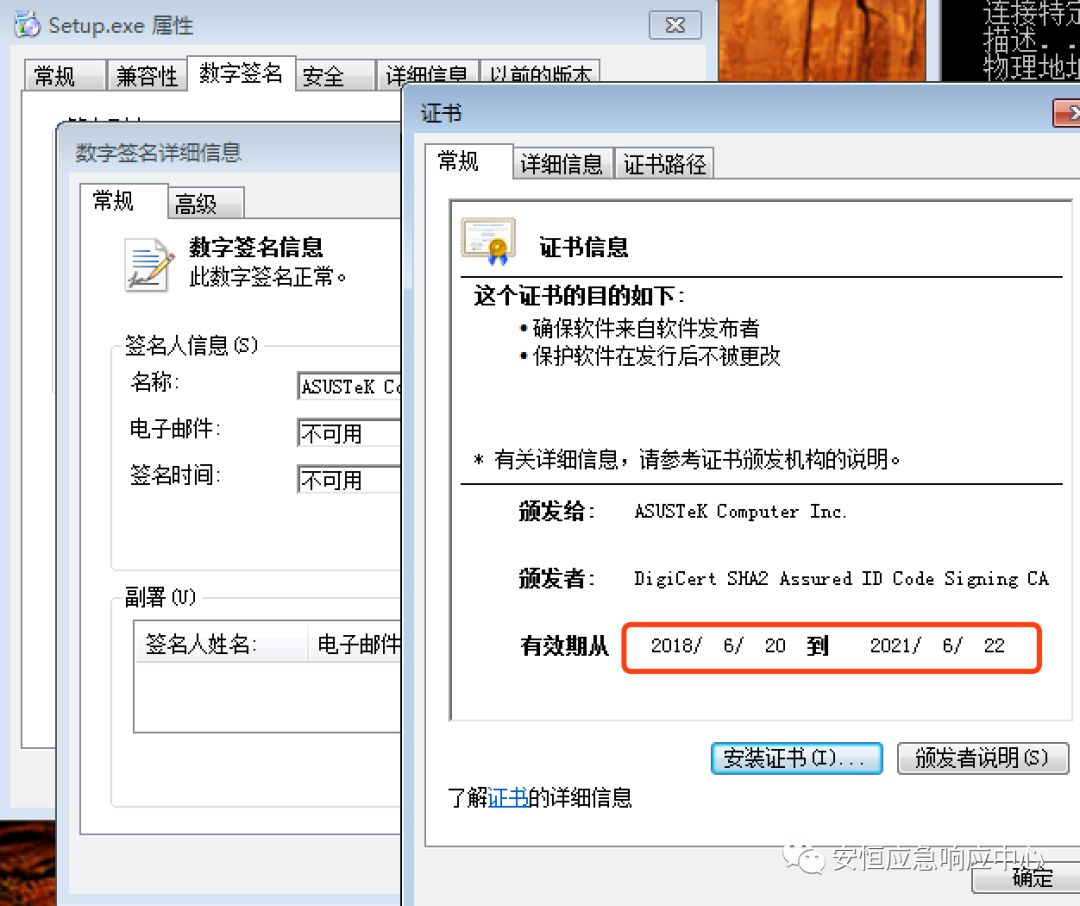 Setup.exe 属性
连接特定
描述. . 
物理地址
常规
兼容性
数字签名
安全
详细信息
以前的版本
数字签名详细信息
常规
高级
数字签名信息
此数字签名正常。
签名人信息(S)
名称:
ASUSTeK Co
电子邮件:
不可用
签名时间:
不可用
副署(U)
签名人姓名:
电子邮件
证书
常规
详细信息
证书路径
证书信息
这个证书的目的如下:
•确保软件来自软件发布者
•保护软件在发行后不被更改
* 有关详细信息，请参考证书颁发机构的说明。
颁发给: ASUSTeK Computer Inc.
颁发者: DigiCert SHA2 Assured ID Code Signing CA
有效期从 2018/ 6/ 20 到 2021/ 6/ 22
安装证书(I)...
颁发者说明(S)
了解证书的详细信息
安恒应急响应中心
确定